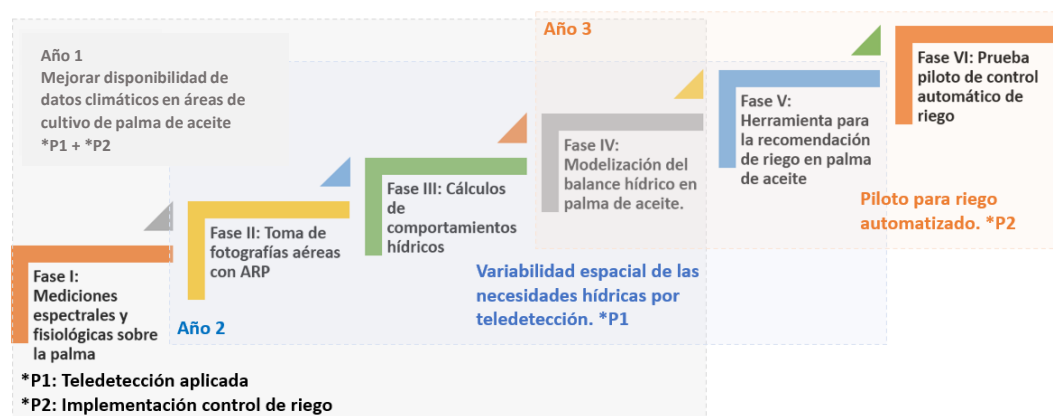 Año 1
Mejorar disponibilidad de
datos climáticos en áreas de
cultivo de palma de aceite
*P1 + *P2
Año 3
Fase I:
Mediciones
espectrales y
fisiológicas sobre
la palma
Fase II: Toma de
fotografías aéreas
con ARP
Fase III: Cálculos
de
comportamientos
hídricos
Fase IV:
Modelización del
balance hídrico en
palma de aceite.
Fase V:
Herramienta para
la recomendación
de riego en palma
de aceite
Fase VI: Prueba
piloto de control
automático de
riego
Piloto para riego
automatizado. *P2
Variabilidad espacial de las
necesidades hídricas por
teledetección. *P1
Año 2
*P1: Teledetección aplicada
*P2: Implementación control de riego